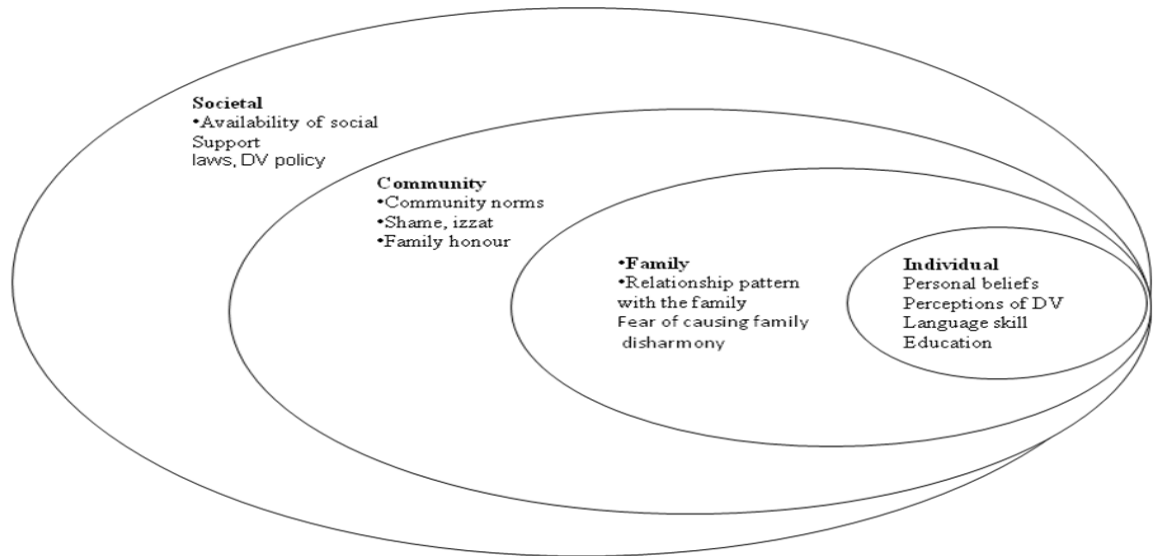 Societal
•Availability of social
Support
laws, DV policy
Community
•Community norms
•Shame, izzat
•Family honour
•Family
•Relationship pattern
with the family
Fear of causing family
disharmony
Individual
Personal beliefs
Perceptions of DV
Language skill
Education